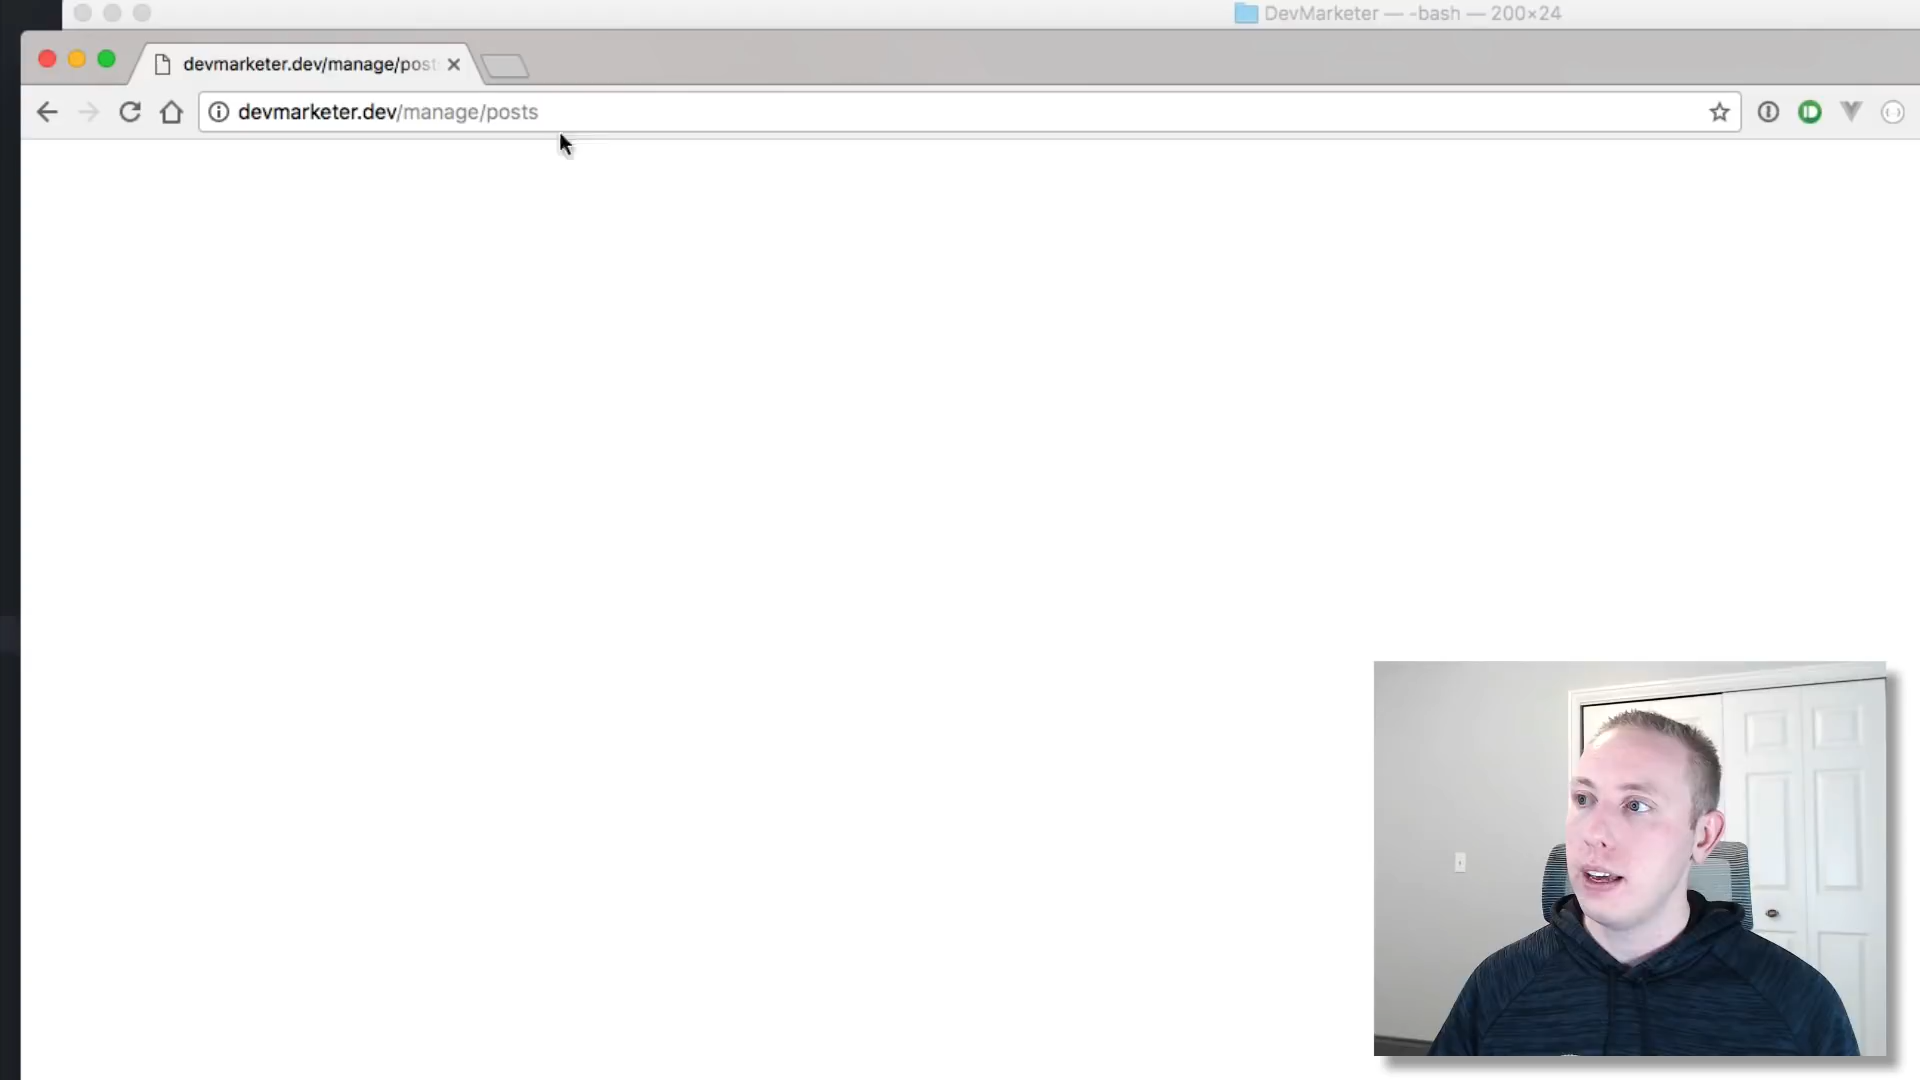 DevMarketer — -bash — 200×24
devmarketer.dev/manage/post
devmarketer.dev/manage/posts